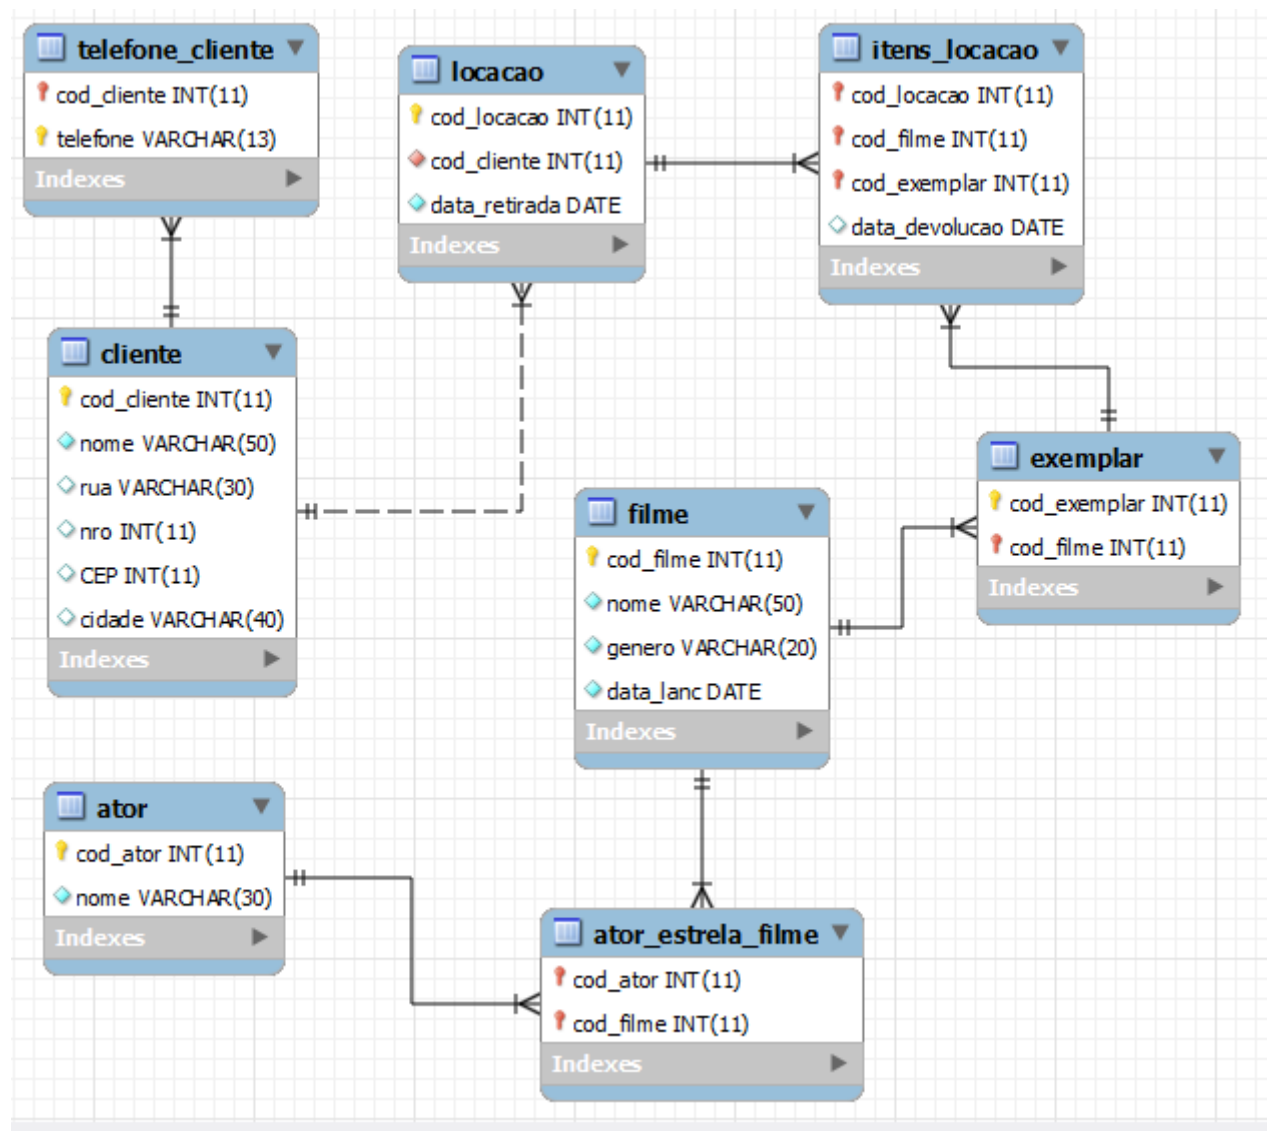 telefone_cliente
cod_cliente INT(11)
telefone VARCHAR(13)
Indexes
locacao
cod_locacao INT(11)
cod_cliente INT(11)
data_retirada DATE
Indexes
itens_locacao
cod_locacao INT(11)
cod_filme INT(11)
cod_exemplar INT(11)
data_devolucao DATE
Indexes
cliente
cod_cliente INT(11)
nome VARCHAR(50)
rua VARCHAR(30)
nro INT(11)
CEP INT(11)
cidade VARCHAR(40)
Indexes
filme
cod_filme INT(11)
nome VARCHAR(50)
genero VARCHAR(20)
data_lanc DATE
Indexes
exemplar
cod_exemplar INT(11)
cod_filme INT(11)
Indexes
ator
cod_ator INT(11)
nome VARCHAR(30)
Indexes
ator_estrela_filme
cod_ator INT(11)
cod_filme INT(11)
Indexes